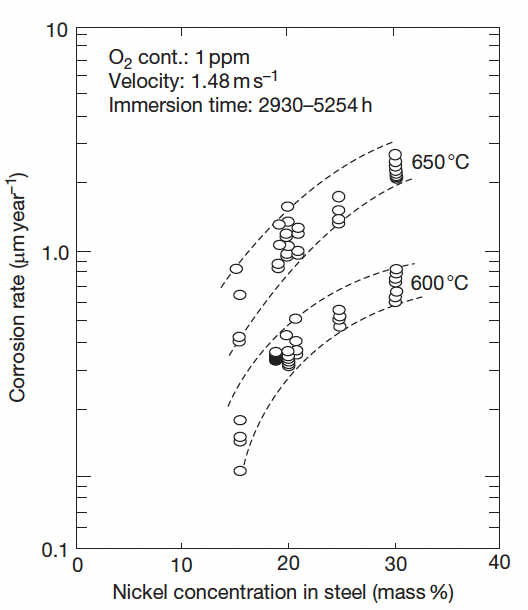 10
O₂ cont.: 1 ppm
Velocity: 1.48 m s⁻¹
Immersion time: 2930–5254 h
650 °C
1.0
600 °C
Corrosion rate (μm year⁻¹)
0.1
0 10 20 30 40
Nickel concentration in steel (mass %)